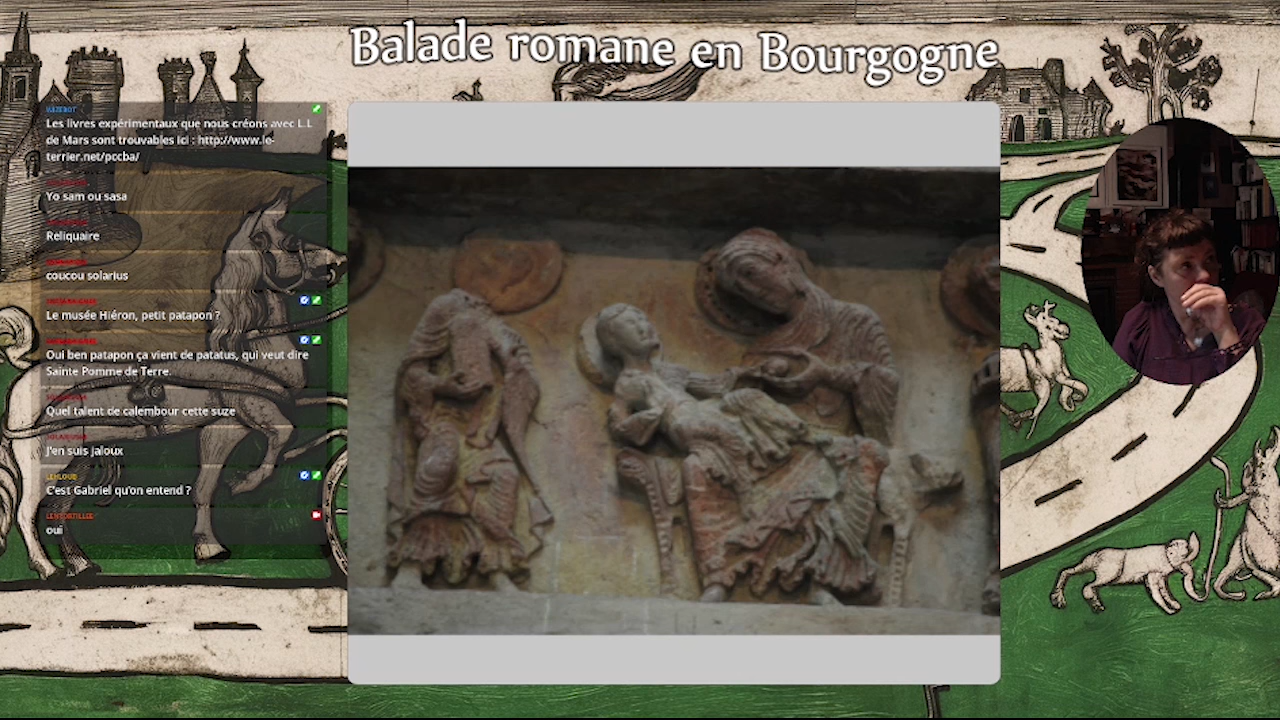 Balade romane en Bourgogne
Les livres expérimentaux que nous créons avec L.L.
de Mars sont trouvables ici : http://www.le-
terrier.net/pccba/
Yo sam ou sasa
Reliquaire
coucou solarius
Le musée Hiéron, petit patapon ?
Oui ben patapon ça vient de patatus, qui veut dire
Sainte Pomme de Terre.
Quel talent de calembour cette suze
J'en suis jaloux
C'est Gabriel qu'on entend ?
oui